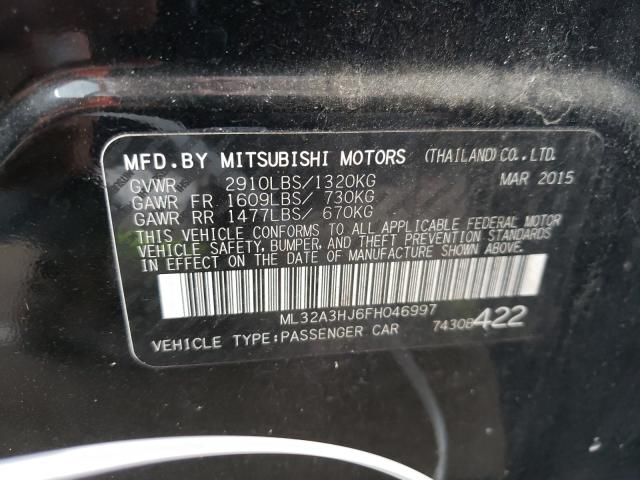 MFD.BY MITSUBISHI MOTORS (THAILAND)CO.,LTD.
GVWR 2910LBS/1320KG MAR 2015
GAWR FR 1609LBS/ 730KG
GAWR RR 1477LBS/ 670KG
THIS VEHICLE CONFORMS TO ALL APPLICABLE FEDERAL MOTOR
VEHICLE SAFETY, BUMPER, AND THEFT PREVENTION STANDARDS
IN EFFECT ON THE DATE OF MANUFACTURE SHOWN ABOVE.
ML32A3HJ6FH046997
VEHICLE TYPE:PASSENGER CAR 7430B422